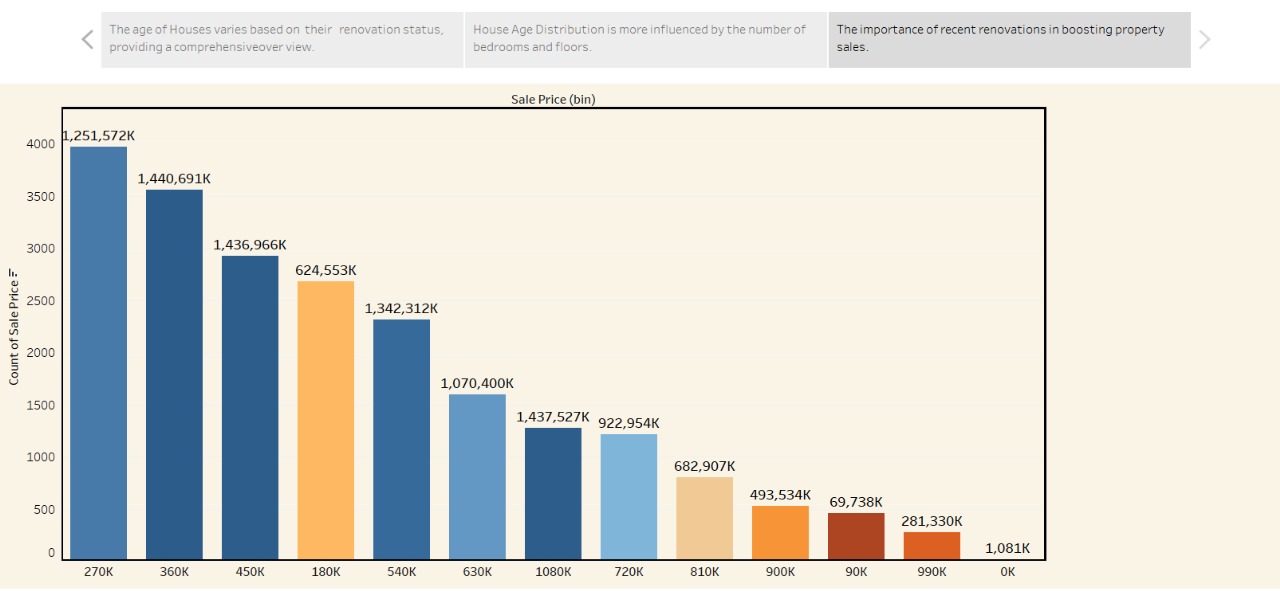 The age of Houses varies based on their renovation status,
providing a comprehensiveover view.
House Age Distribution is more influenced by the number of
bedrooms and floors.
The importance of recent renovations in boosting property
sales.
Sale Price (bin)
Count of Sale Price
4000
3500
3000
2500
2000
1500
1000
500
0
1,251,572K
1,440,691K
1,436,966K
624,553K
1,342,312K
1,070,400K
1,437,527K
922,954K
682,907K
493,534K
69,738K
281,330K
1,081K
270K
360K
450K
180K
540K
630K
1080K
720K
810K
900K
90K
990K
0K